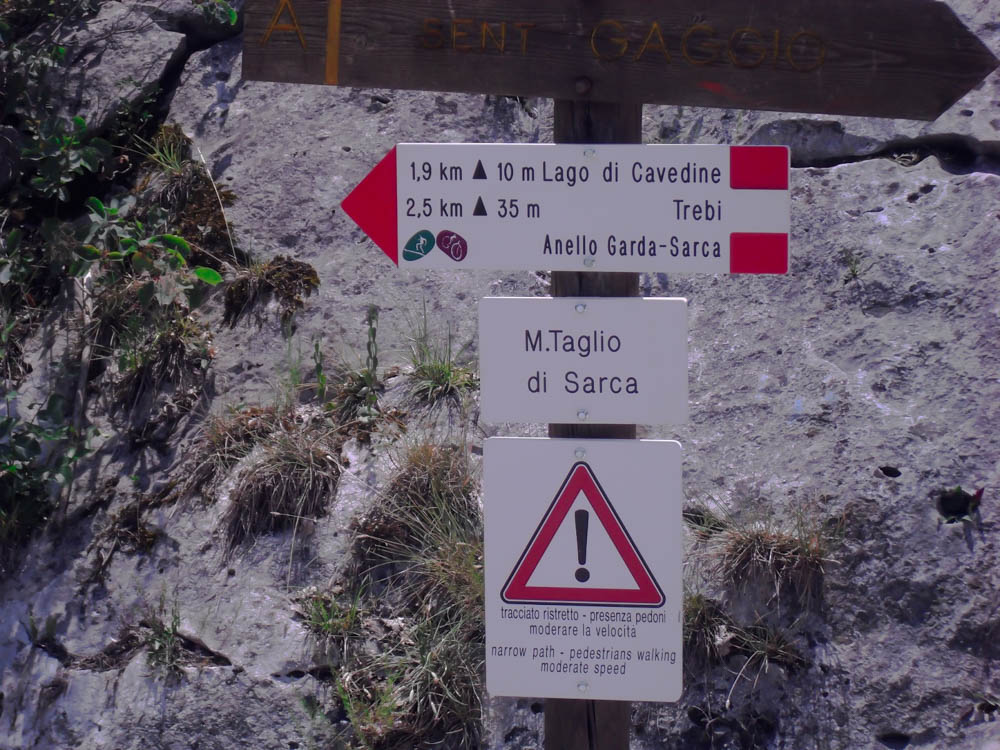 A SENT GAGGIO
1,9 km ▲ 10 m Lago di Cavedine
2,5 km ▲ 35 m Trebi
Anello Garda-Sarca
M.Taglio
di Sarca
!
tracciato ristretto - presenza pedoni
moderare la velocità
narrow path - pedestrians walking
moderate speed